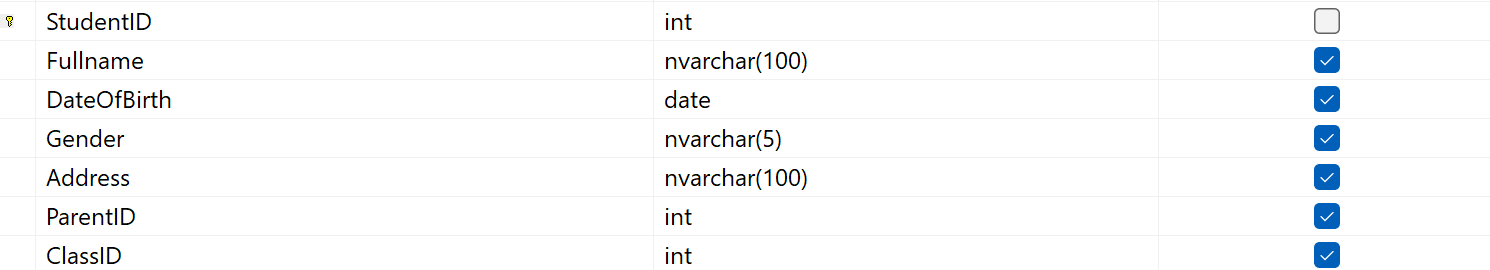 StudentID int
Fullname nvarchar(100)
DateOfBirth date
Gender nvarchar(5)
Address nvarchar(100)
ParentID int
ClassID int